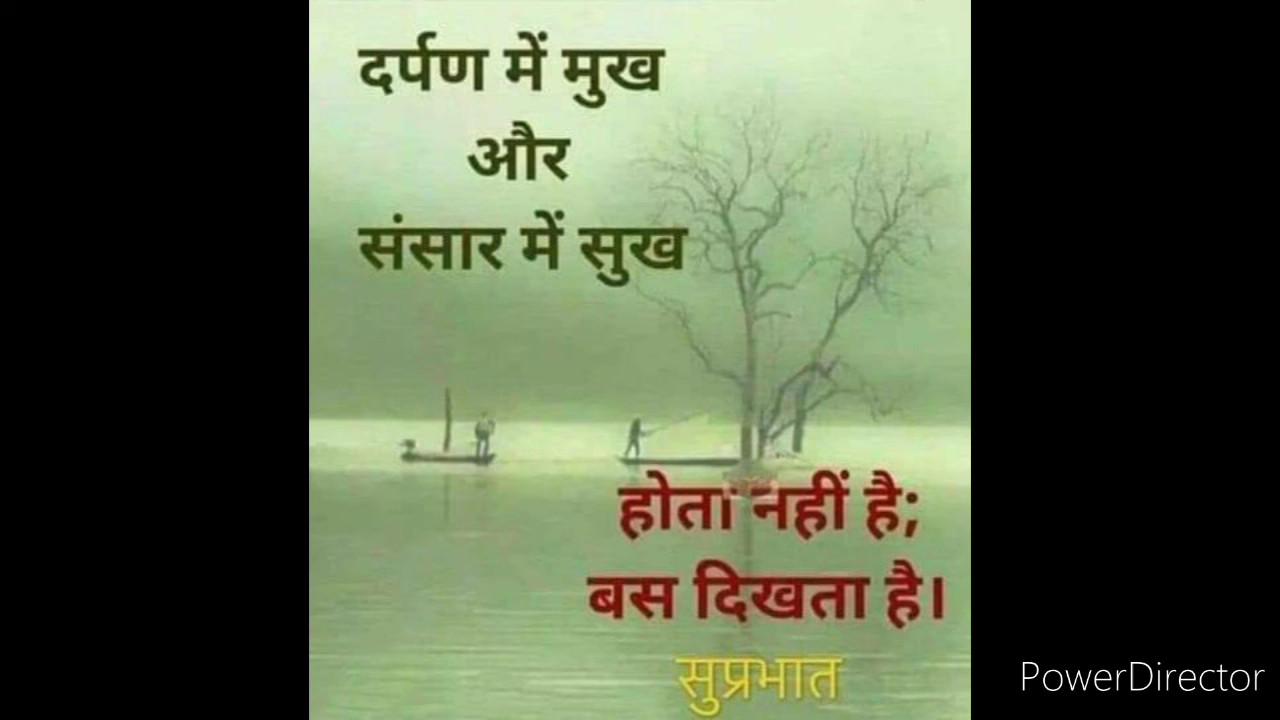 दर्पण में मुख
और
संसार में सुख
होता नहीं है;
बस दिखता है।
सुप्रभात
PowerDirector